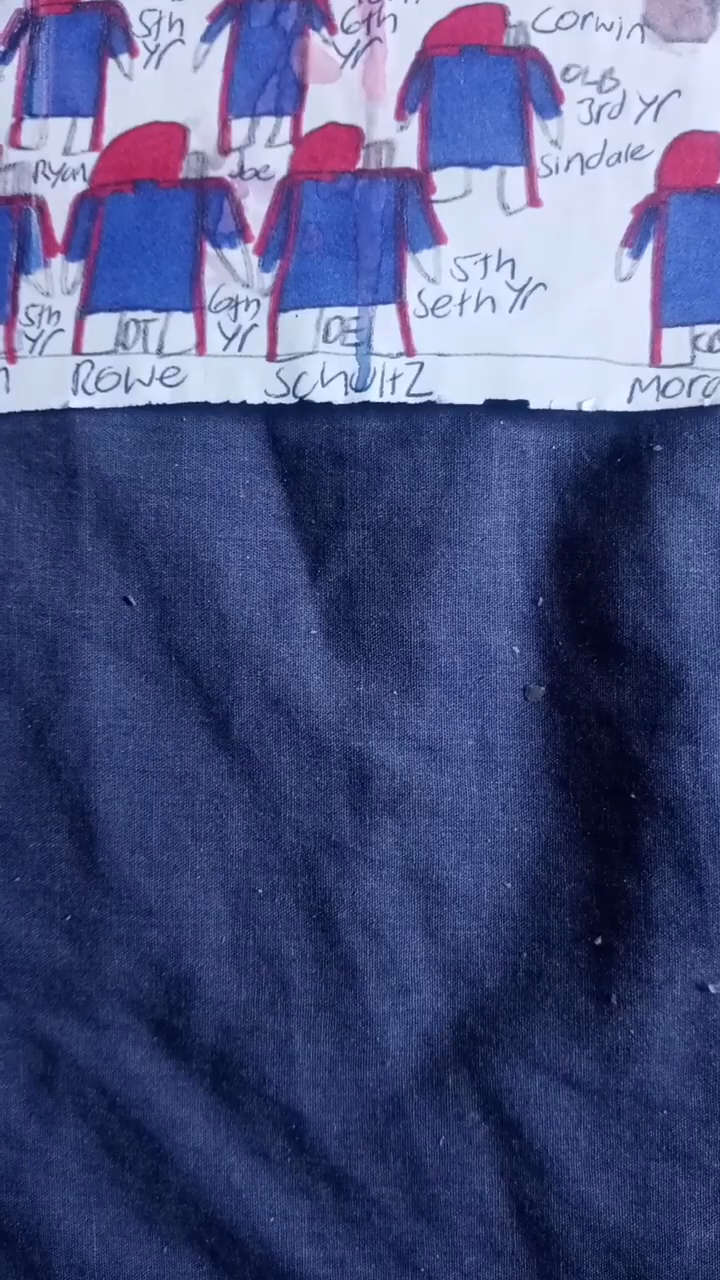 5th
yr
6th
yr
Corwin
OLB
3rd yr
Sindale
Ryan
Joe
5th
yr
6th
yr
5th
Seth yr
DT
DE
Rowe
Schultz